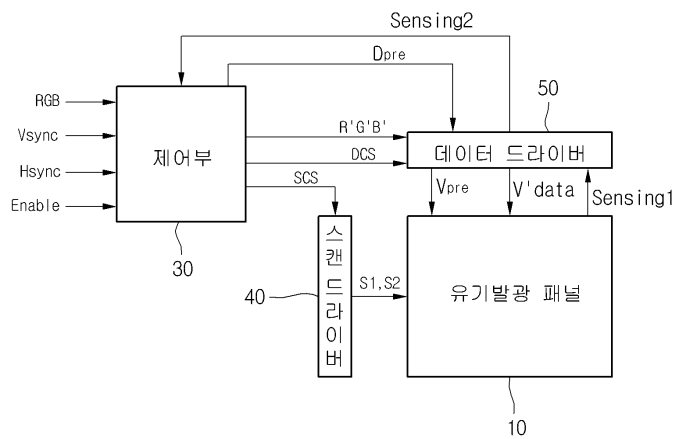 Sensing2
Dpre
50
RGB
Vsync
Hsync
Enable
제어부
R'G'B'
DCS
SCS
데이터 드라이버
Vpre
V'data
Sensing1
30
스캔드라이버
40
S1,S2
유기발광 패널
10